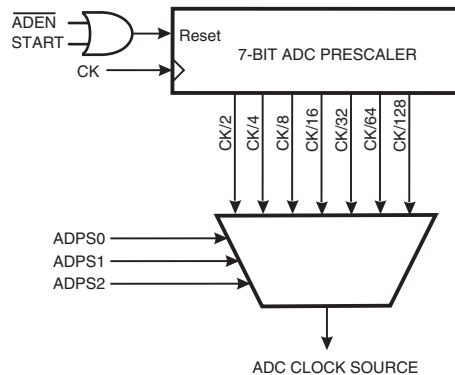 ADEN
START
Reset
7-BIT ADC PRESCALER
CK
CK/2
CK/4
CK/8
CK/16
CK/32
CK/64
CK/128
ADPS0
ADPS1
ADPS2
ADC CLOCK SOURCE